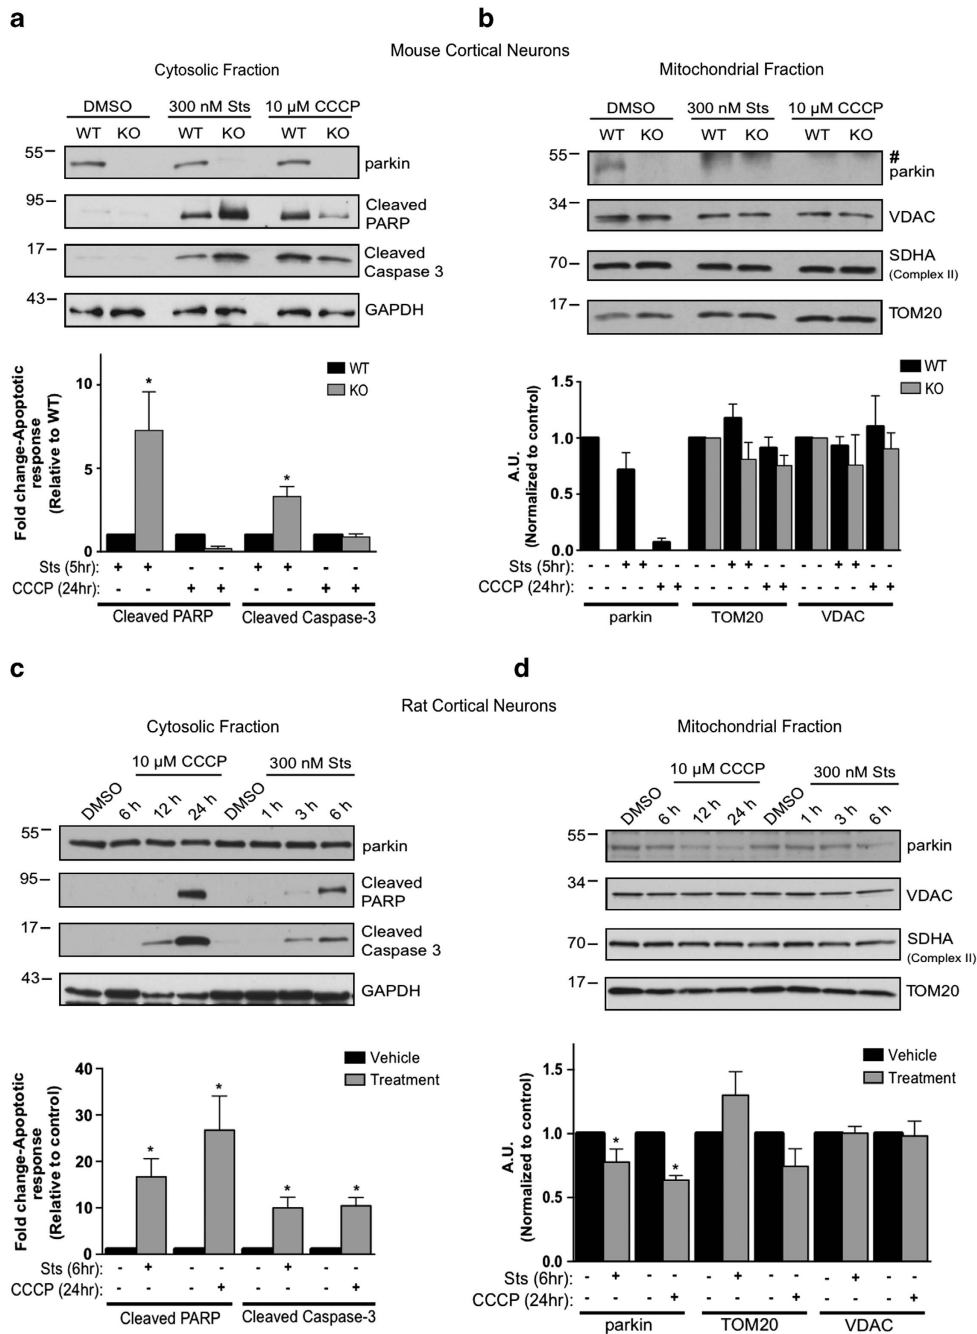 a
b
Mouse Cortical Neurons
Cytosolic Fraction
DMSO 300 nM Sts 10 µM CCCP
WT KO WT KO WT KO
55 parkin
95 Cleaved PARP
17 Cleaved Caspase 3
43 GAPDH
Fold change-Apoptotic response (Relative to WT)
10
5
0
WT
KO
*
*
Sts (5hr): + + - - + + - -
CCCP (24hr): - - + + - - + +
Cleaved PARP Cleaved Caspase-3
Mitochondrial Fraction
DMSO 300 nM Sts 10 µM CCCP
WT KO WT KO WT KO
55 # parkin
34 VDAC
70 SDHA (Complex II)
17 TOM20
A.U. (Normalized to control)
1.5
1.0
0.5
0.0
WT
KO
Sts (5hr): - - + + - - - - + + - - - - + + - -
CCCP (24hr): - - - - + + - - - - + + - - - - + +
parkin TOM20 VDAC
c
d
Rat Cortical Neurons
Cytosolic Fraction
10 µM CCCP 300 nM Sts
DMSO 6 h 12 h 24 h DMSO 1 h 3 h 6 h
55 parkin
95 Cleaved PARP
17 Cleaved Caspase 3
43 GAPDH
Fold change-Apoptotic response (Relative to control)
40
30
20
10
0
Vehicle
Treatment
*
*
*
*
Sts (6hr): - + - - - + - -
CCCP (24hr): - - - + - - - +
Cleaved PARP Cleaved Caspase-3
Mitochondrial Fraction
10 µM CCCP 300 nM Sts
DMSO 6 h 12 h 24 h DMSO 1 h 3 h 6 h
55 parkin
34 VDAC
70 SDHA (Complex II)
17 TOM20
A.U. (Normalized to control)
1.5
1.0
0.5
0.0
Vehicle
Treatment
*
*
Sts (6hr): - + - - - + - - - + - -
CCCP (24hr): - - - + - - - + - - - +
parkin TOM20 VDAC